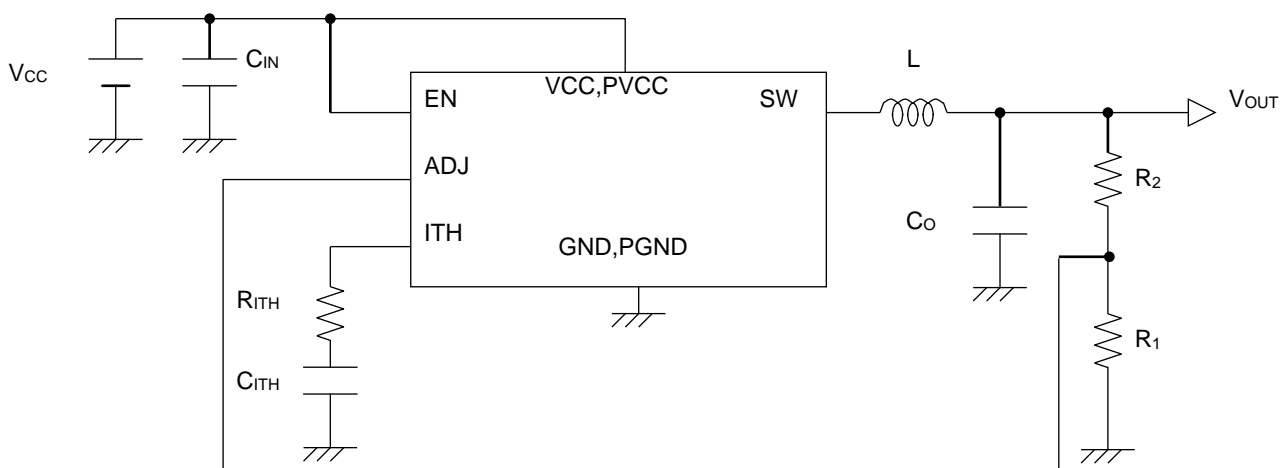 VCC
CIN
VCC,PVCC
EN
SW
L
VOUT
ADJ
R2
ITH
GND,PGND
CO
RITH
R1
CITH